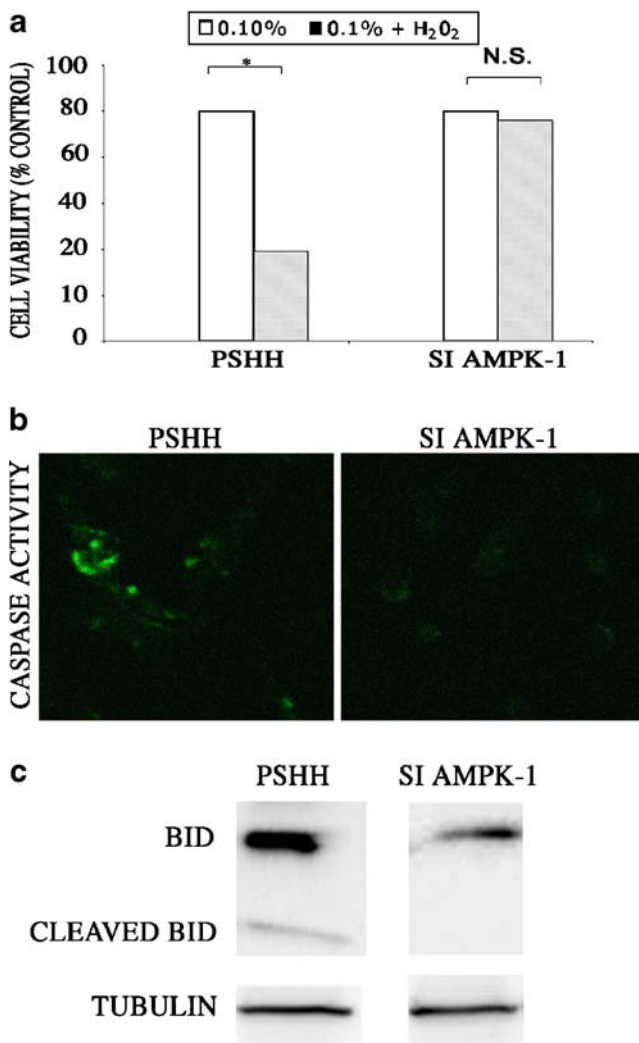 a
0.10% 0.1% + H₂O₂
* N.S.
CELL VIABILITY (% CONTROL)
100
80
60
40
20
10
0
PSHH SI AMPK-1
b
PSHH SI AMPK-1
CASPASE ACTIVITY
c
PSHH SI AMPK-1
BID
CLEAVED BID
TUBULIN